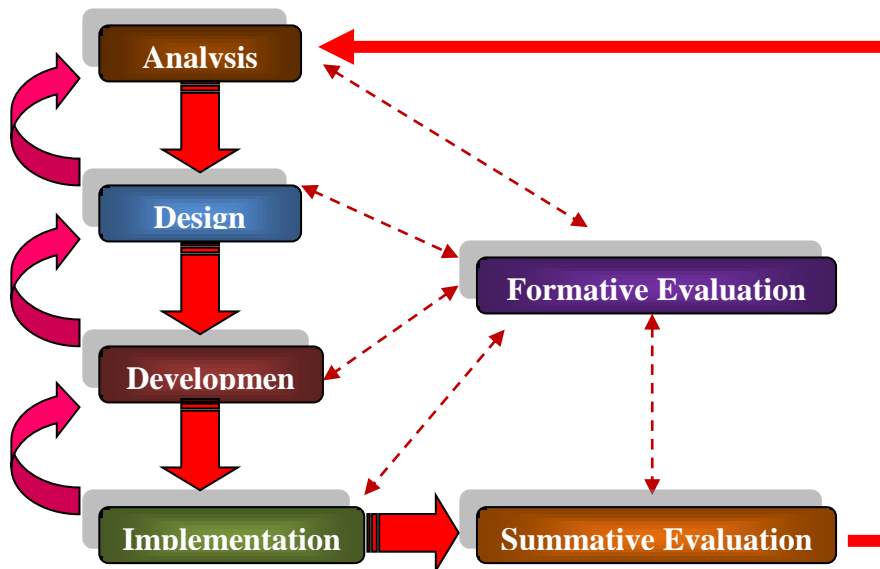 Analysis
Design
Formative Evaluation
Developmen
Implementation
Summative Evaluation